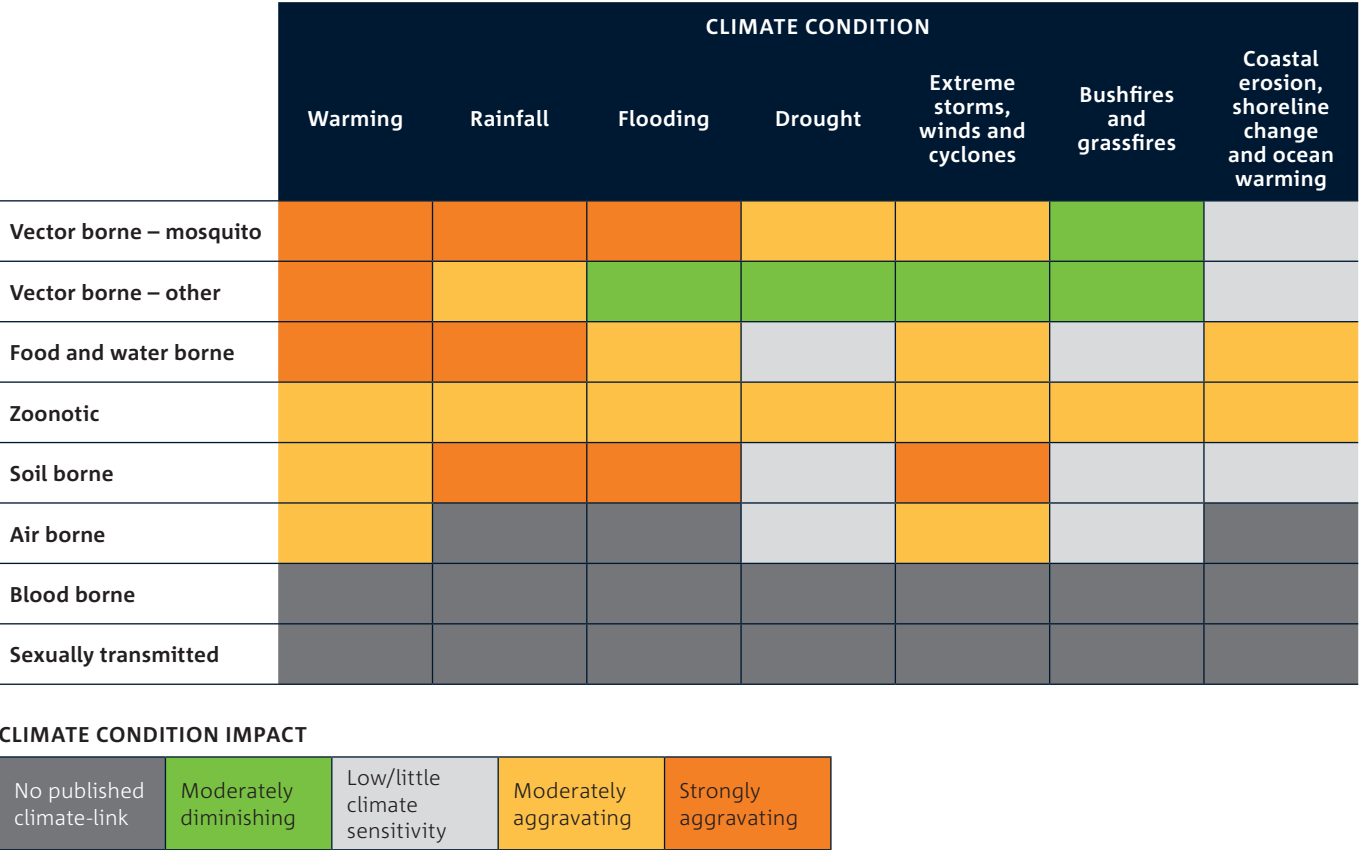 CLIMATE CONDITION
Warming
Rainfall
Flooding
Drought
Extreme
storms,
winds and
cyclones
Bushfires
and
grassfires
Coastal
erosion,
shoreline
change
and ocean
warming
Vector borne – mosquito
Vector borne – other
Food and water borne
Zoonotic
Soil borne
Air borne
Blood borne
Sexually transmitted
CLIMATE CONDITION IMPACT
No published
climate-link
Moderately
diminishing
Low/little
climate
sensitivity
Moderately
aggravating
Strongly
aggravating